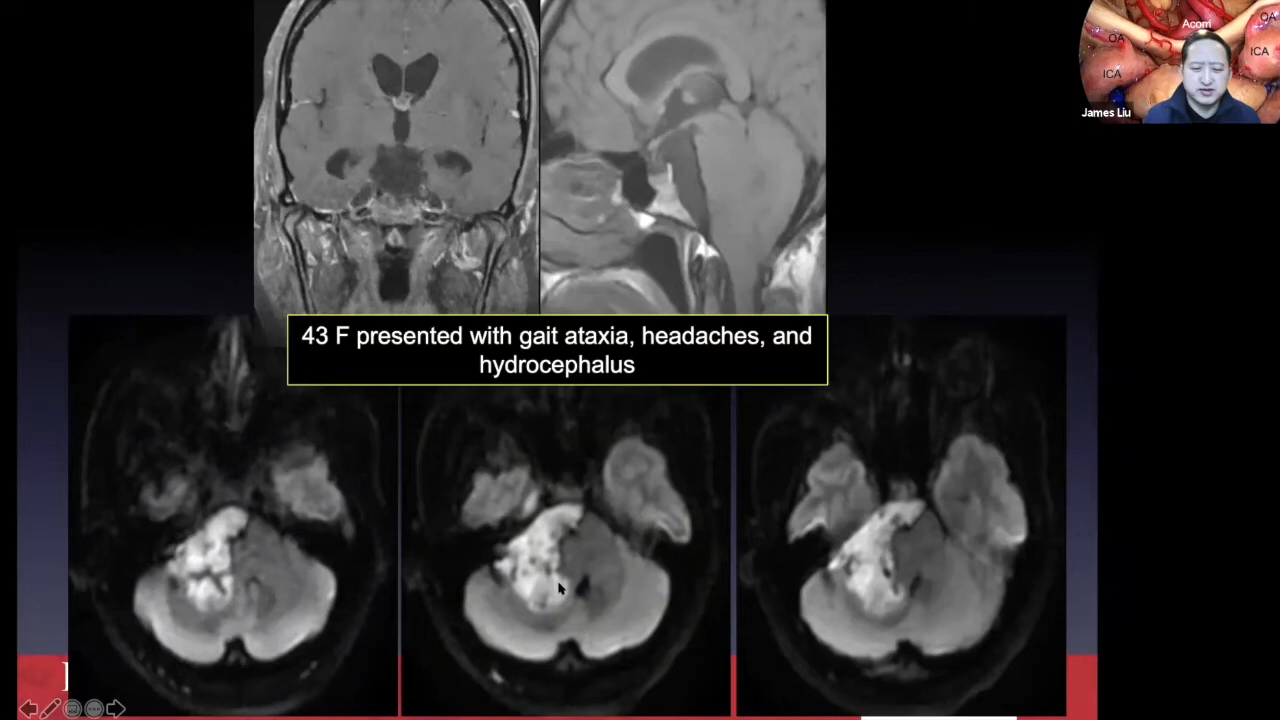 Acom
OA
OA
ICA
ICA
James Liu
43 F presented with gait ataxia, headaches, and
hydrocephalus